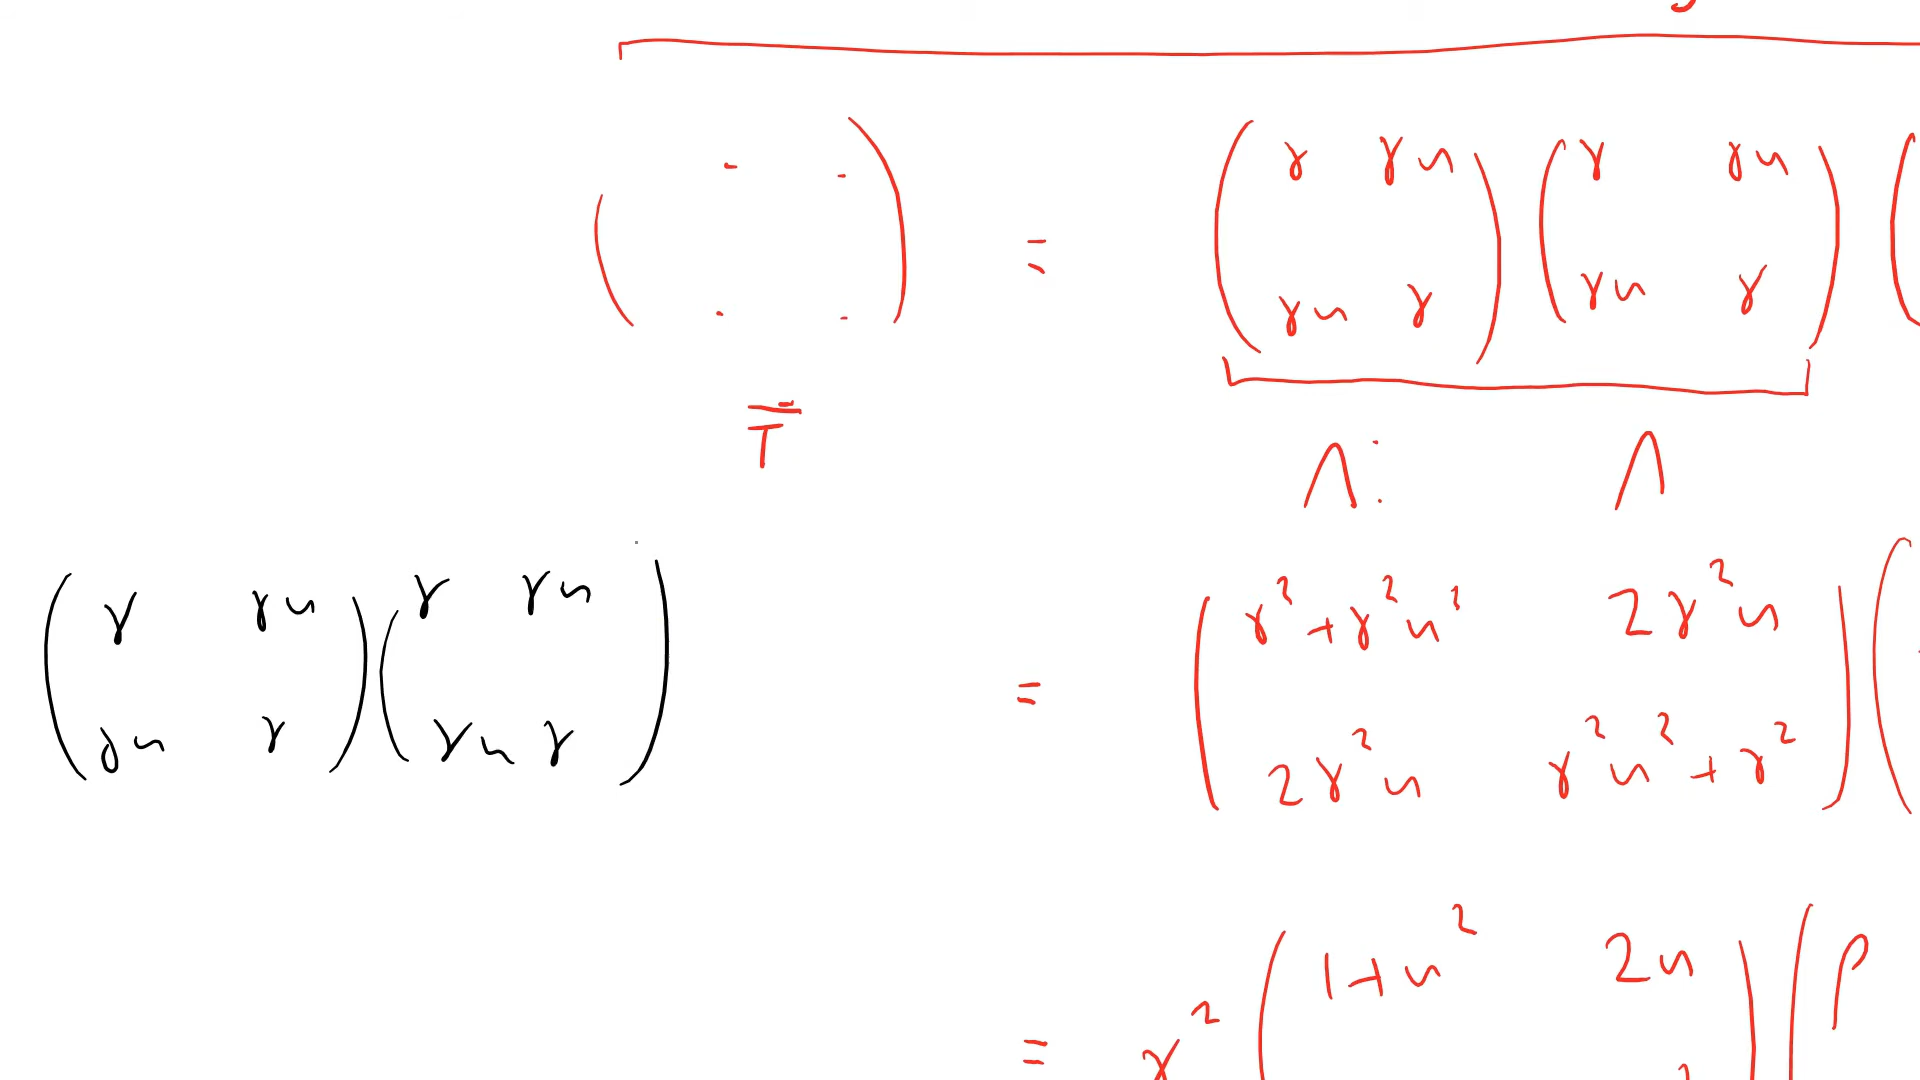 ( · · · · ) = ( γ γu γu γ ) ( γ γu γu γ ) (
T̄ Λ : Λ
( γ γu γu γ ) ( γ γu γu γ ) = ( γ²+γ²u² 2γ²u 2γ²u γ²u²+γ² ) (
= γ² ( 1+u² 2u ) ( ρ